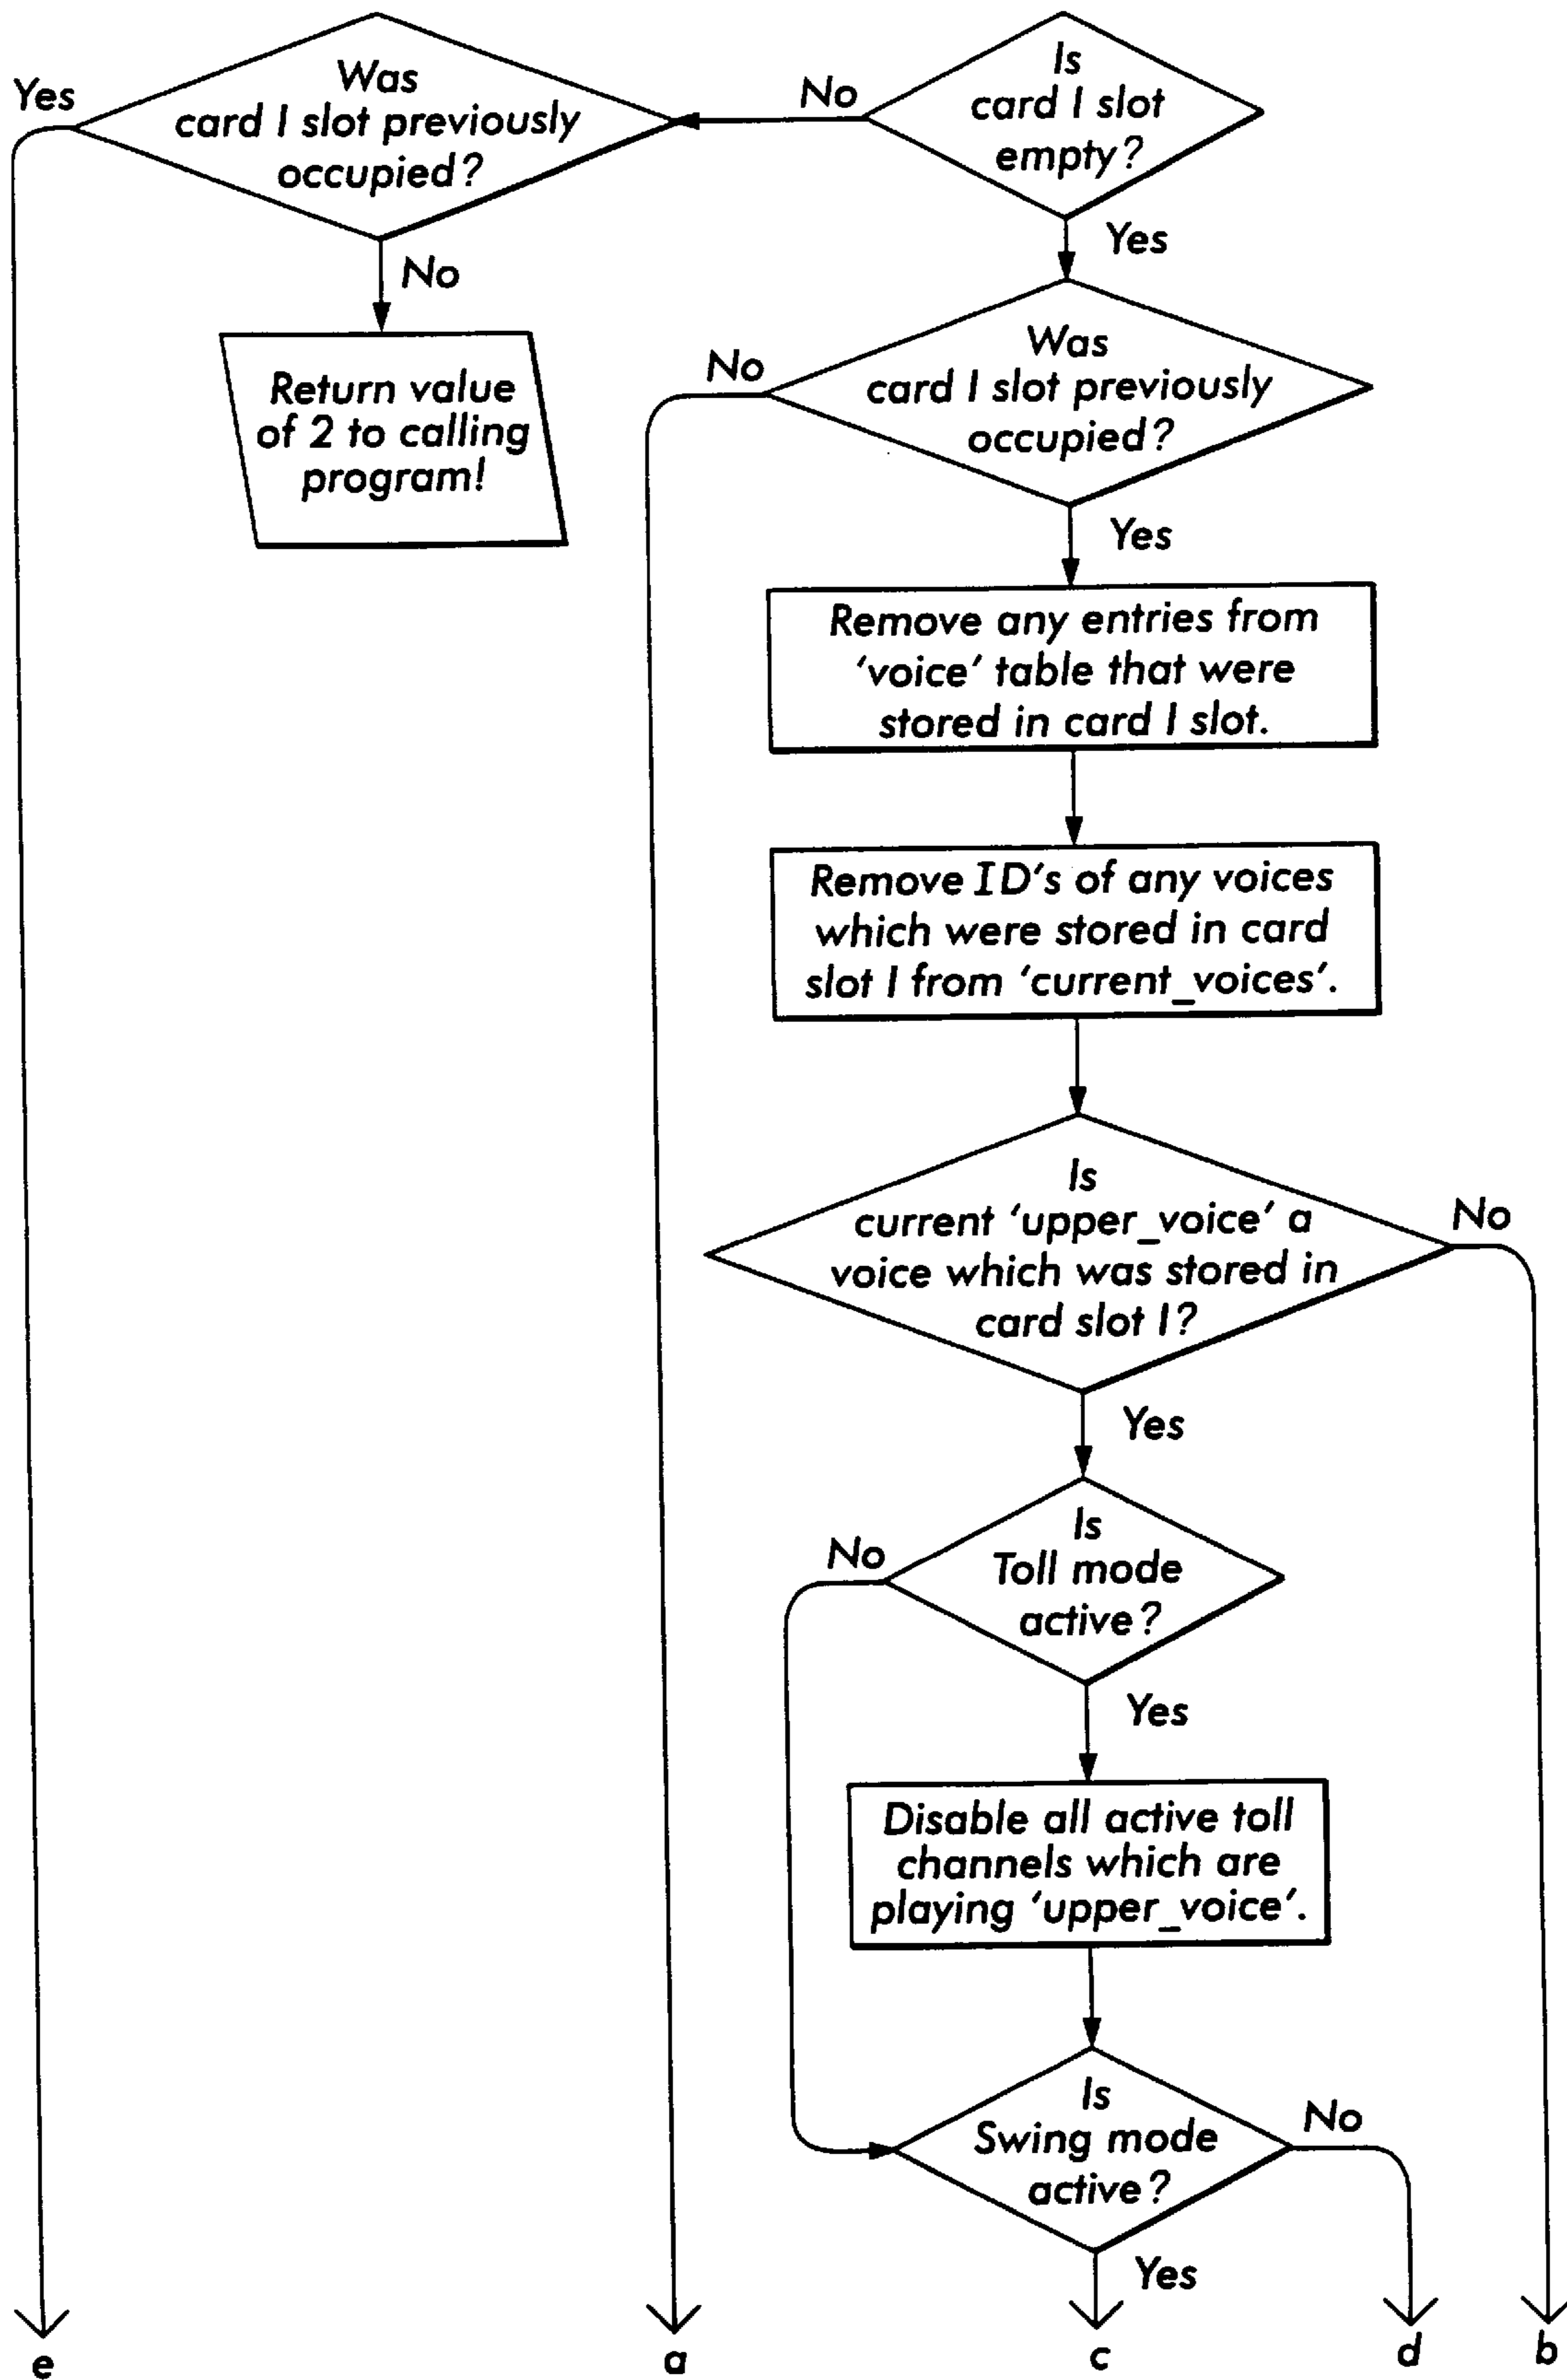 Is
card I slot
empty?
No
Yes
Was
card I slot previously
occupied?
Yes
No
Return value
of 2 to calling
program!
Was
card I slot previously
occupied?
No
Yes
Remove any entries from
'voice' table that were
stored in card I slot.
Remove ID's of any voices
which were stored in card
slot I from 'current_voices'.
Is
current 'upper_voice' a
voice which was stored in
card slot I?
No
Yes
Is
Toll mode
active?
No
Yes
Disable all active toll
channels which are
playing 'upper_voice'.
Is
Swing mode
active?
No
Yes
e
a
c
d
b